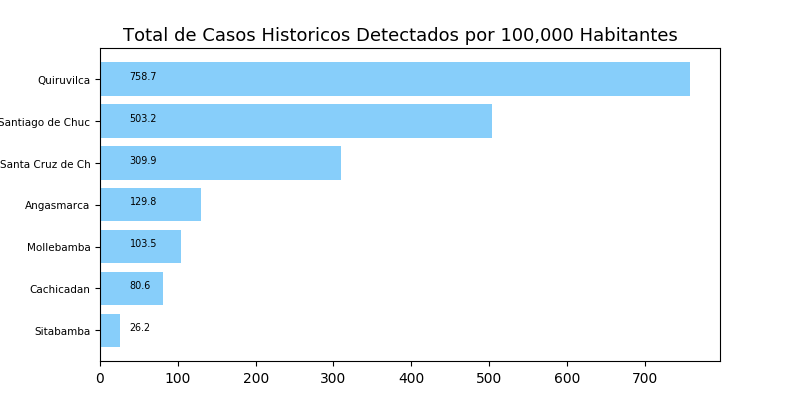 Total de Casos Historicos Detectados por 100,000 Habitantes
Quiruvilca 758.7
Santiago de Chuc 503.2
Santa Cruz de Ch 309.9
Angasmarca 129.8
Mollebamba 103.5
Cachicadan 80.6
Sitabamba 26.2
0 100 200 300 400 500 600 700